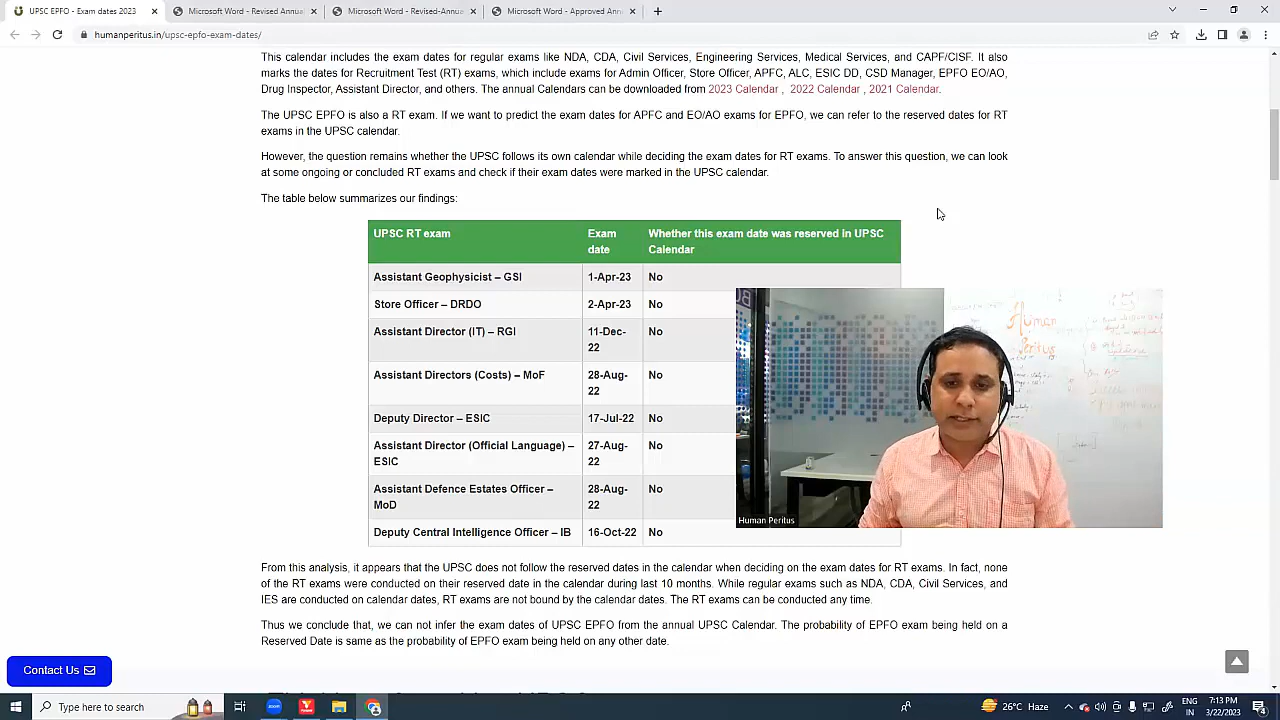 UPSC EPFO - Exam dates 2023
Microsoft Word - Revised Annua
Microsoft Word - Revised-Annua
Microsoft Word - Approved Ann
humanperitus.in/upsc-epfo-exam-dates/
This calendar includes the exam dates for regular exams like NDA, CDA, Civil Services, Engineering Services, Medical Services, and CAPF/CISF. It also
marks the dates for Recruitment Test (RT) exams, which include exams for Admin Officer, Store Officer, APFC, ALC, ESIC DD, CSD Manager, EPFO EO/AO,
Drug Inspector, Assistant Director, and others. The annual Calendars can be downloaded from 2023 Calendar , 2022 Calendar , 2021 Calendar.
The UPSC EPFO is also a RT exam. If we want to predict the exam dates for APFC and EO/AO exams for EPFO, we can refer to the reserved dates for RT
exams in the UPSC calendar.
However, the question remains whether the UPSC follows its own calendar while deciding the exam dates for RT exams. To answer this question, we can look
at some ongoing or concluded RT exams and check if their exam dates were marked in the UPSC calendar.
The table below summarizes our findings:
UPSC RT exam
Exam
date
Whether this exam date was reserved in UPSC
Calendar
Assistant Geophysicist – GSI
1-Apr-23
No
Store Officer – DRDO
2-Apr-23
No
Assistant Director (IT) – RGI
11-Dec-
22
No
Assistant Directors (Costs) – MoF
28-Aug-
22
No
Deputy Director – ESIC
17-Jul-22
No
Assistant Director (Official Language) –
ESIC
27-Aug-
22
No
Assistant Defence Estates Officer –
MoD
28-Aug-
22
No
Deputy Central Intelligence Officer – IB
16-Oct-22
No
Human
Peritus
Human Peritus
From this analysis, it appears that the UPSC does not follow the reserved dates in the calendar when deciding on the exam dates for RT exams. In fact, none
of the RT exams were conducted on their reserved date in the calendar during last 10 months. While regular exams such as NDA, CDA, Civil Services, and
IES are conducted on calendar dates, RT exams are not bound by the calendar dates. The RT exams can be conducted any time.
Thus we conclude that, we can not infer the exam dates of UPSC EPFO from the annual UPSC Calendar. The probability of EPFO exam being held on a
Reserved Date is same as the probability of EPFO exam being held on any other date.
Contact Us
Type here to search
26°C Haze
ENG
IN
7:13 PM
3/22/2023